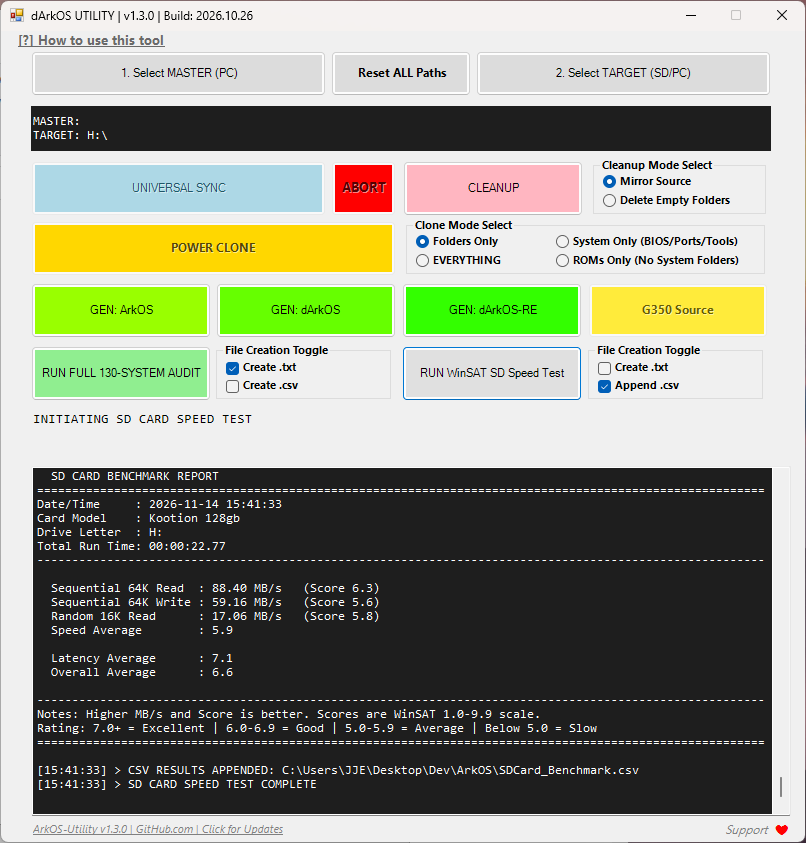 dArkOS UTILITY | v1.3.0 | Build: 2026.10.26
[?] How to use this tool
1. Select MASTER (PC)
Reset ALL Paths
2. Select TARGET (SD/PC)
MASTER:
TARGET: H:\
UNIVERSAL SYNC
ABORT
CLEANUP
Cleanup Mode Select
Mirror Source
Delete Empty Folders
POWER CLONE
Clone Mode Select
Folders Only
System Only (BIOS/Ports/Tools)
EVERYTHING
ROMs Only (No System Folders)
GEN: ArkOS
GEN: dArkOS
GEN: dArkOS-RE
G350 Source
RUN FULL 130-SYSTEM AUDIT
File Creation Toggle
Create .txt
Create .csv
RUN WinSAT SD Speed Test
File Creation Toggle
Create .txt
Append .csv
INITIATING SD CARD SPEED TEST
SD CARD BENCHMARK REPORT
========================================================================================================
Date/Time     : 2026-11-14 15:41:33
Card Model    : Kootion 128gb
Drive Letter  : H:
Total Run Time: 00:00:22.77
--------------------------------------------------------------------------------------------------------
Sequential 64K Read  : 88.40 MB/s   (Score 6.3)
Sequential 64K Write : 59.16 MB/s   (Score 5.6)
Random 16K Read      : 17.06 MB/s   (Score 5.8)
Speed Average        : 5.9
Latency Average      : 7.1
Overall Average      : 6.6
--------------------------------------------------------------------------------------------------------
Notes: Higher MB/s and Score is better. Scores are WinSAT 1.0-9.9 scale.
Rating: 7.0+ = Excellent | 6.0-6.9 = Good | 5.0-5.9 = Average | Below 5.0 = Slow
========================================================================================================
[15:41:33] > CSV RESULTS APPENDED: C:\Users\JJE\Desktop\Dev\ArkOS\SDCard_Benchmark.csv
[15:41:33] > SD CARD SPEED TEST COMPLETE
ArkOS-Utility v1.3.0 | GitHub.com | Click for Updates
Support